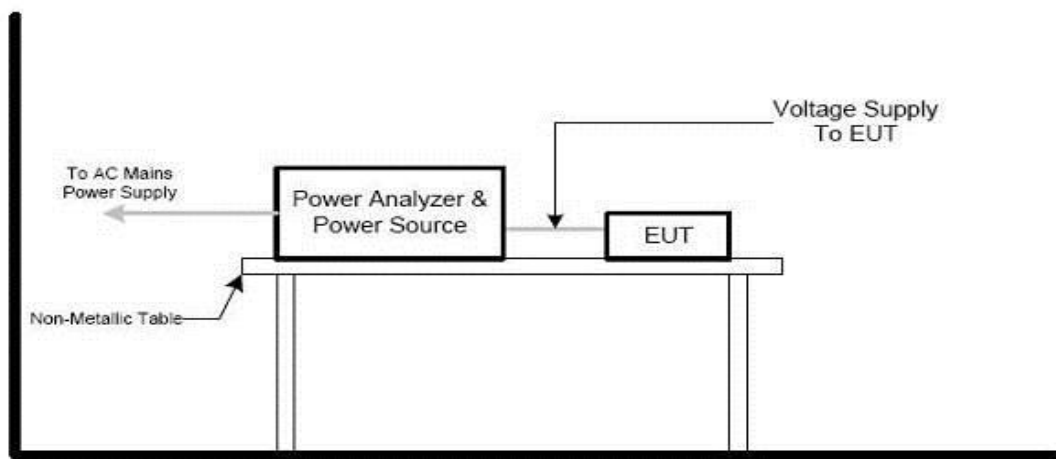 Voltage Supply
To EUT
To AC Mains
Power Supply
Power Analyzer &
Power Source
EUT
Non-Metallic Table